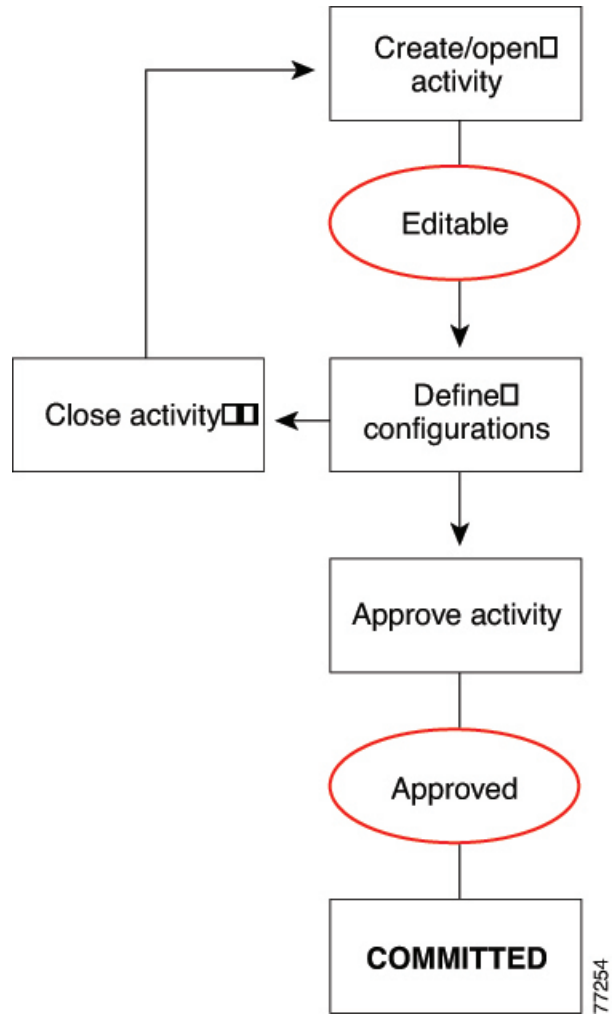 Create/open□
activity
Editable
Define□
configurations
Close activity□□
Approve activity
Approved
COMMITTED
77254